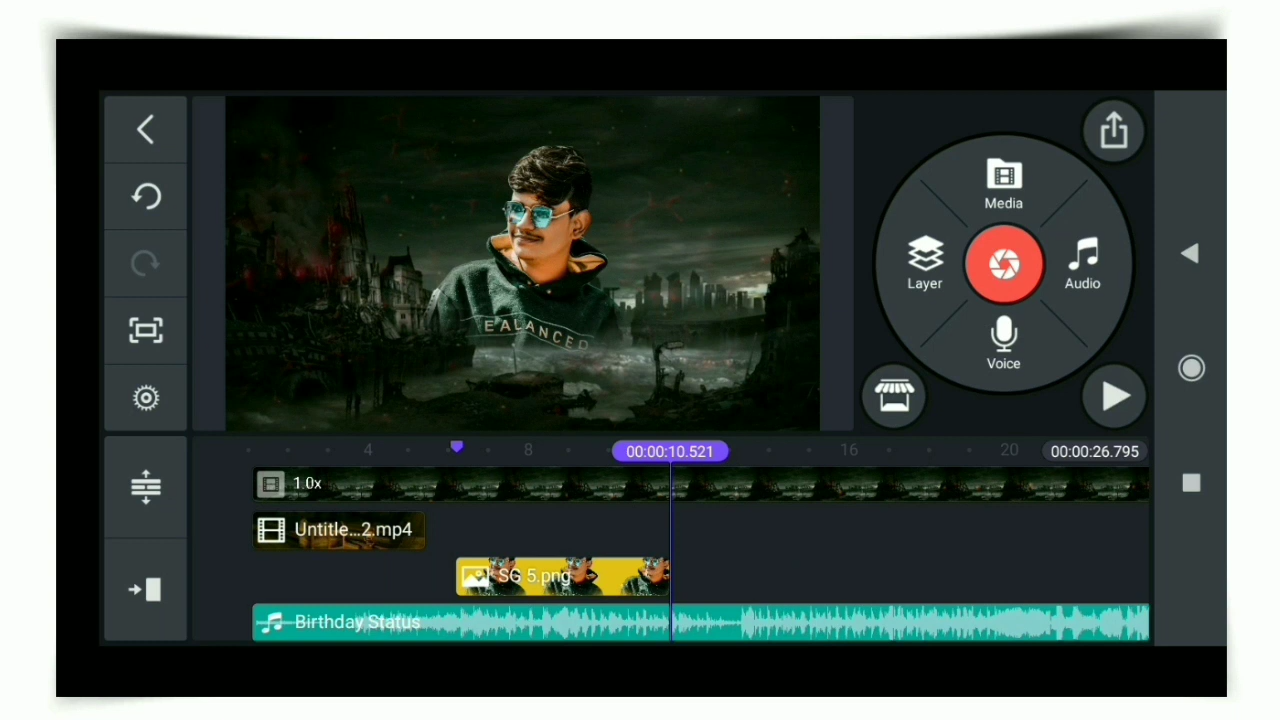 Media
Layer
Audio
Voice
EALANCED
4
8
00:00:10.521
16
20
00:00:26.795
1.0x
Untitle...2.mp4
SG 5.png
Birthday Status